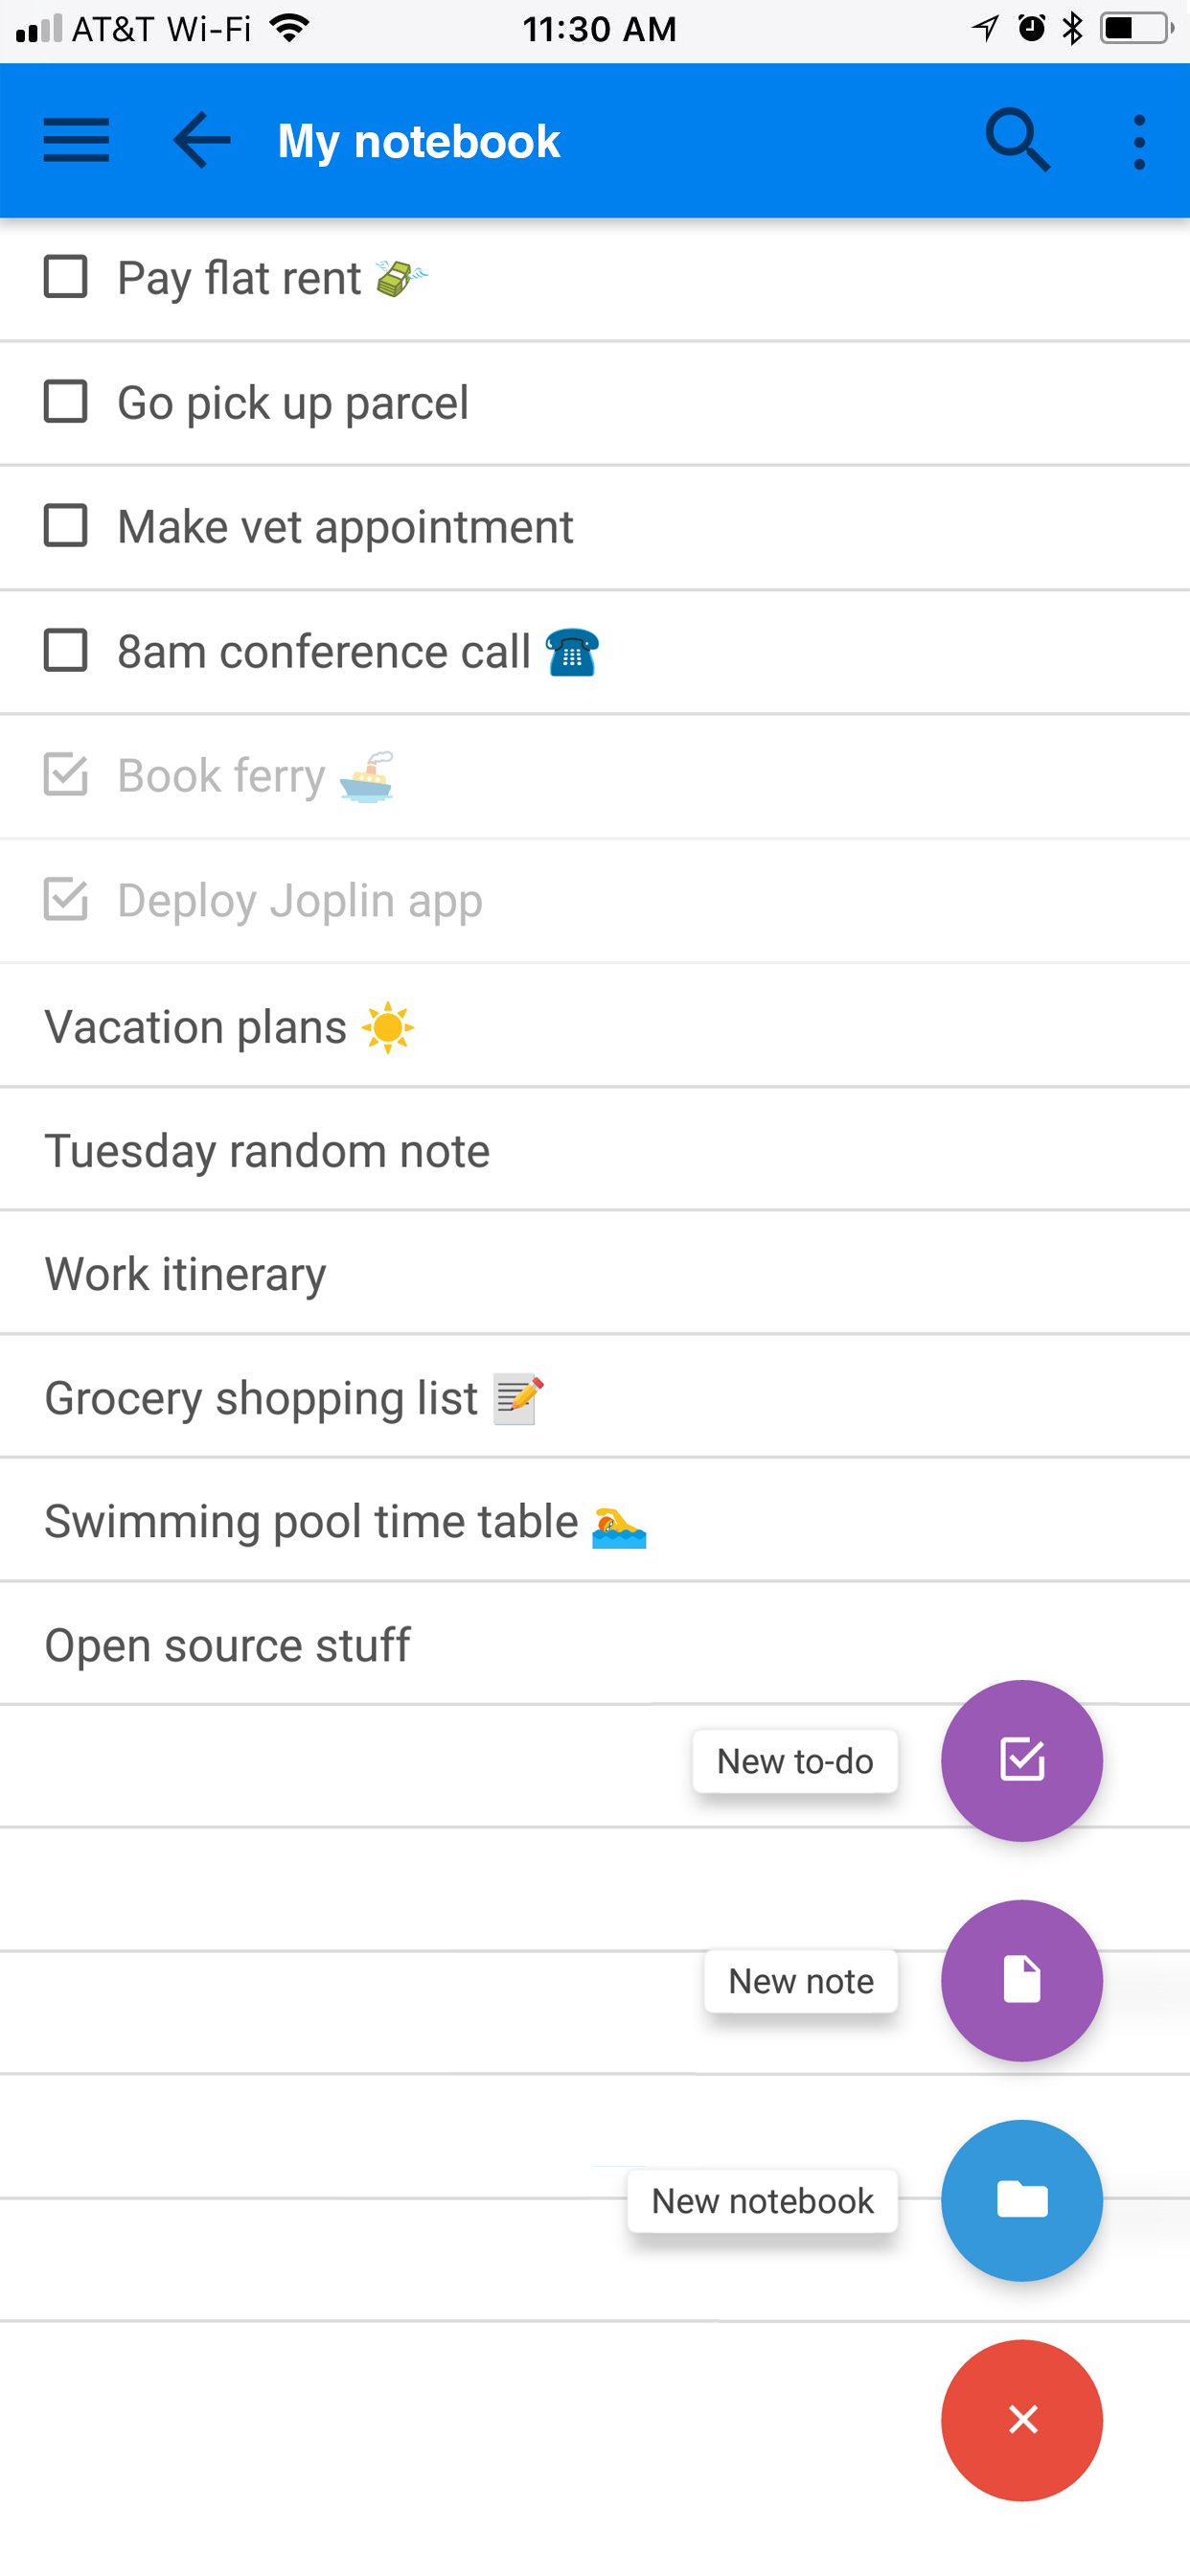 AT&T Wi-Fi 11:30 AM
My notebook
Pay flat rent 💸
Go pick up parcel
Make vet appointment
8am conference call ☎️
Book ferry 🚢
Deploy Joplin app
Vacation plans ☀️
Tuesday random note
Work itinerary
Grocery shopping list 📝
Swimming pool time table 🏊
Open source stuff
New to-do
New note
New notebook